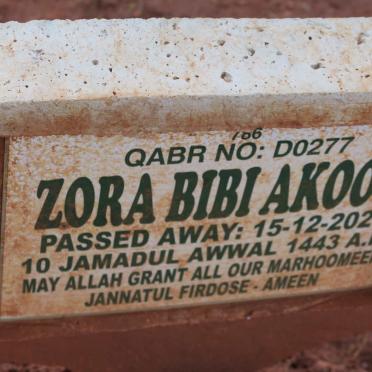 786
QABR NO: D0277
ZORA BIBI AKOO
PASSED AWAY: 15-12-202
10 JAMADUL AWWAL 1443 A.
MAY ALLAH GRANT ALL OUR MARHOOMEE
JANNATUL FIRDOSE - AMEEN